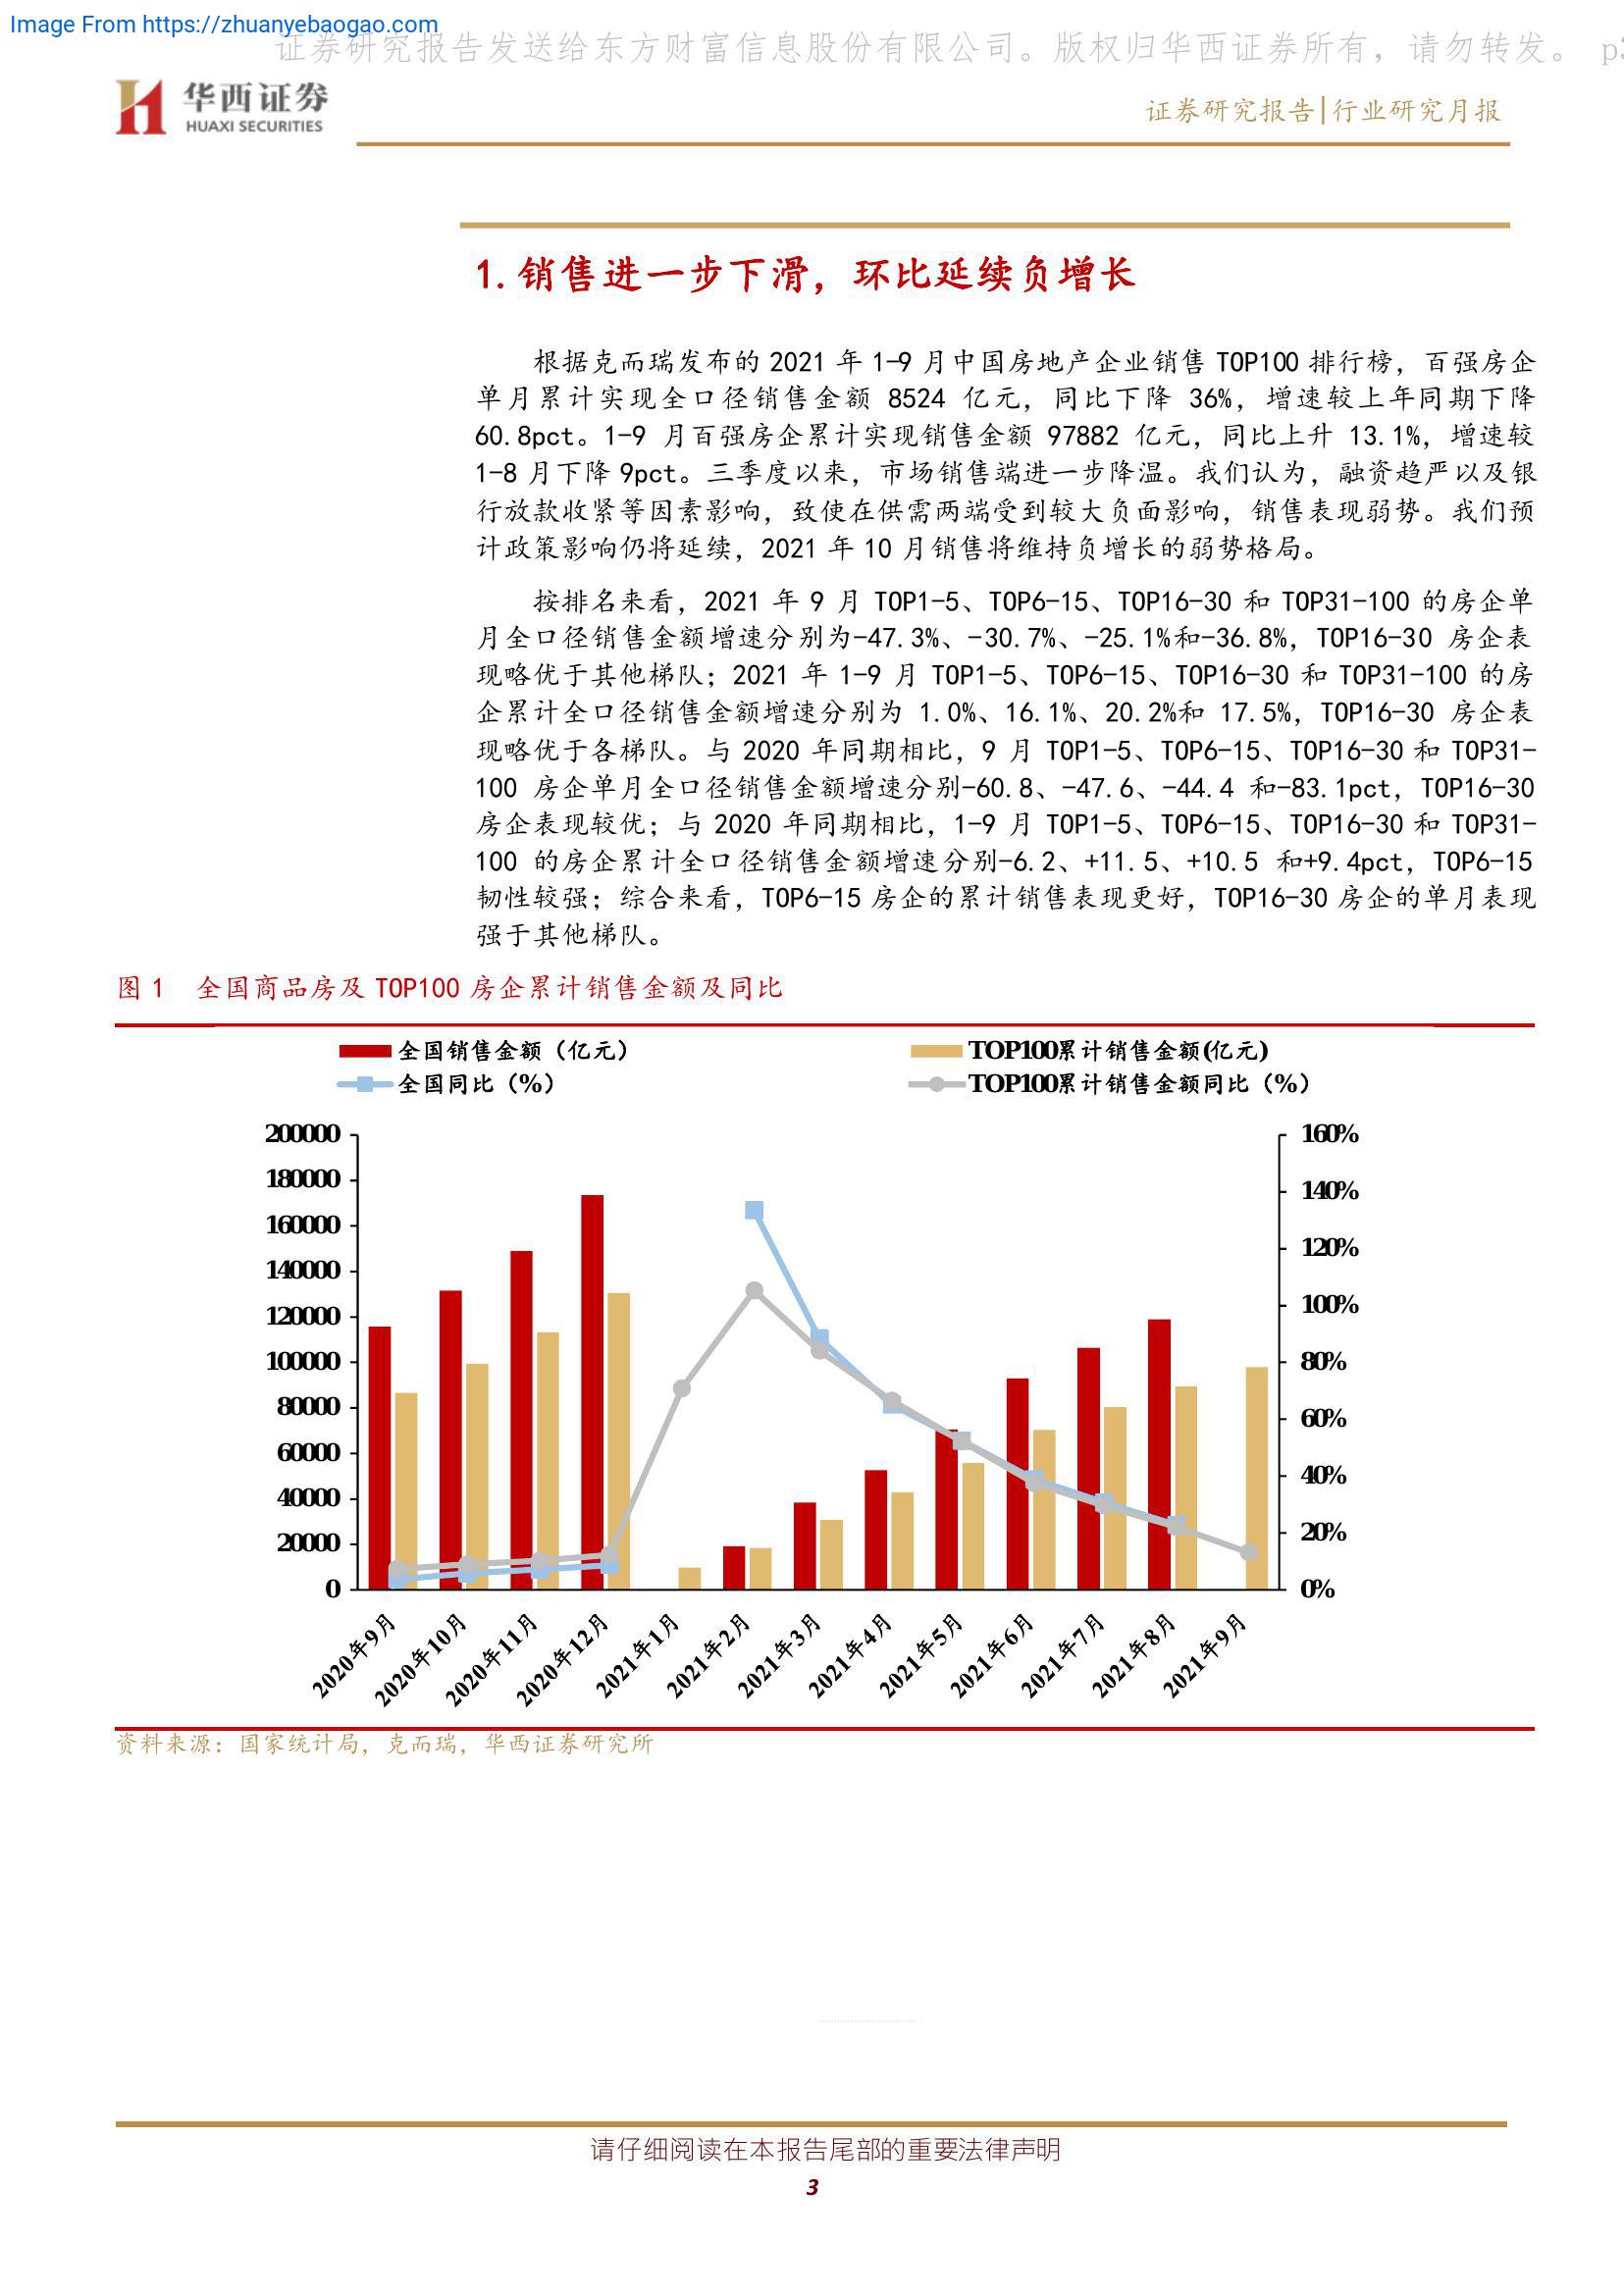 Image From https://zhuanyebaogao.com
证券研究报告发送给东方财富信息股份有限公司。版权归华西证券所有，请勿转发。 p3
华西证券
HUAXI SECURITIES
证券研究报告|行业研究月报
1.销售进一步下滑，环比延续负增长
根据克而瑞发布的 2021 年 1-9 月中国房地产企业销售 TOP100 排行榜，百强房企
单月累计实现全口径销售金额 8524 亿元，同比下降 36%，增速较上年同期下降
60.8pct。1-9 月百强房企累计实现销售金额 97882 亿元，同比上升 13.1%，增速较
1-8 月下降 9pct。三季度以来，市场销售端进一步降温。我们认为，融资趋严以及银
行放款收紧等因素影响，致使在供需两端受到较大负面影响，销售表现弱势。我们预
计政策影响仍将延续，2021 年 10 月销售将维持负增长的弱势格局。
按排名来看，2021 年 9 月 TOP1-5、TOP6-15、TOP16-30 和 TOP31-100 的房企单
月全口径销售金额增速分别为-47.3%、-30.7%、-25.1%和-36.8%，TOP16-30 房企表
现略优于其他梯队；2021 年 1-9 月 TOP1-5、TOP6-15、TOP16-30 和 TOP31-100 的房
企累计全口径销售金额增速分别为 1.0%、16.1%、20.2%和 17.5%，TOP16-30 房企表
现略优于各梯队。与 2020 年同期相比，9 月 TOP1-5、TOP6-15、TOP16-30 和 TOP31-
100 房企单月全口径销售金额增速分别-60.8、-47.6、-44.4 和-83.1pct，TOP16-30
房企表现较优；与 2020 年同期相比，1-9 月 TOP1-5、TOP6-15、TOP16-30 和 TOP31-
100 的房企累计全口径销售金额增速分别-6.2、+11.5、+10.5 和+9.4pct，TOP6-15
韧性较强；综合来看，TOP6-15 房企的累计销售表现更好，TOP16-30 房企的单月表现
强于其他梯队。
图 1 全国商品房及 TOP100 房企累计销售金额及同比
全国销售金额（亿元） TOP100累计销售金额(亿元)
全国同比（%） TOP100累计销售金额同比（%）
200000 160%
180000
160000 140%
140000 120%
120000 100%
100000 80%
80000 60%
60000 40%
40000
20000 20%
0 0%
2020年9月 2020年10月 2020年11月 2020年12月 2021年1月 2021年2月 2021年3月 2021年4月 2021年5月 2021年6月 2021年7月 2021年8月 2021年9月
资料来源：国家统计局，克而瑞，华西证券研究所
请仔细阅读在本报告尾部的重要法律声明
3